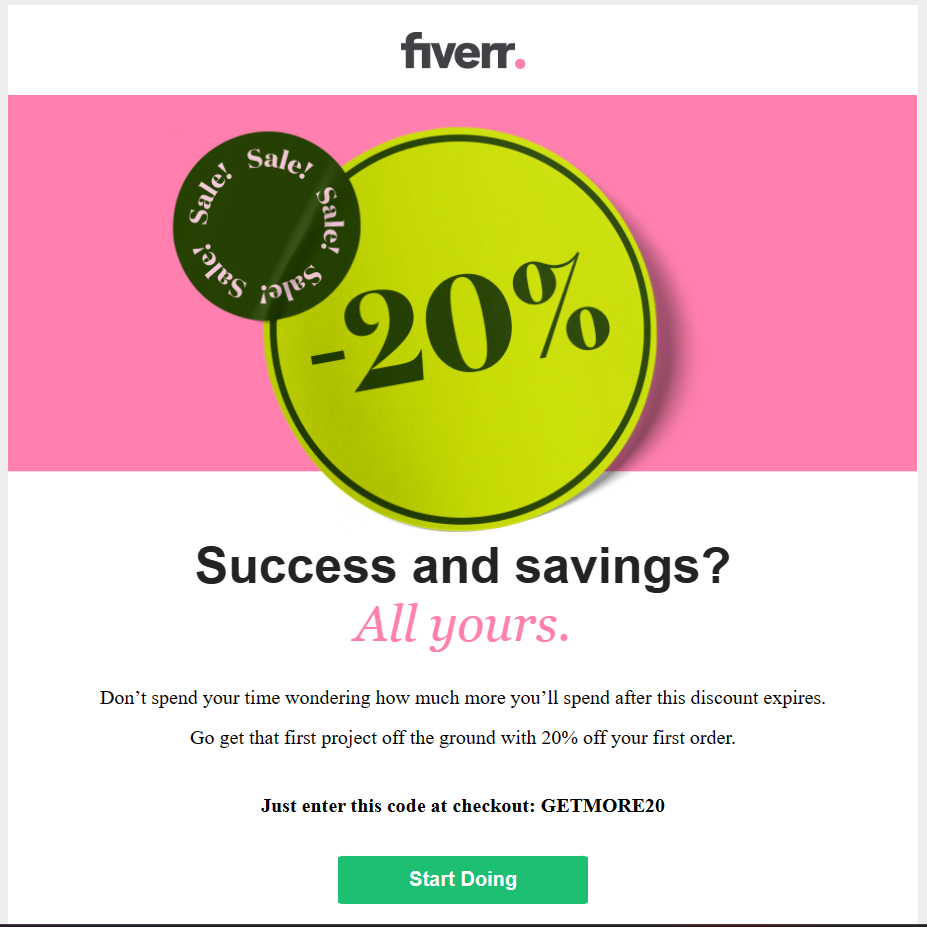 fiverr.
Sale! Sale! Sale! Sale! Sale! Sale!
-20%
Success and savings?
All yours.
Don’t spend your time wondering how much more you’ll spend after this discount expires.
Go get that first project off the ground with 20% off your first order.
Just enter this code at checkout: GETMORE20
Start Doing